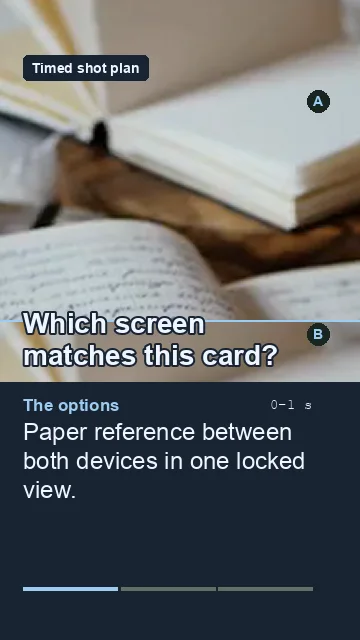 Timed shot plan
A
Which screen
matches this card?
B
The options
0–1 s
Paper reference between
both devices in one locked
view.